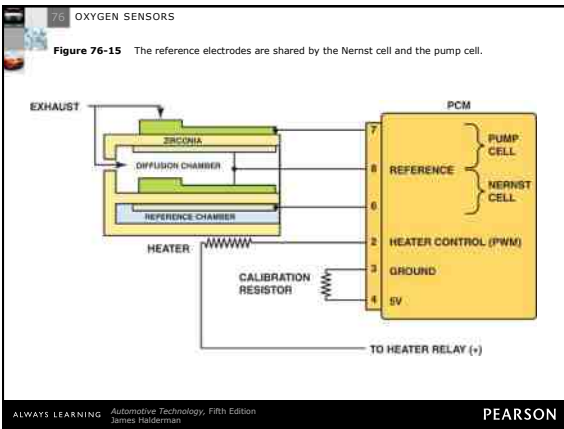 76 OXYGEN SENSORS
Figure 76-15 The reference electrodes are shared by the Nernst cell and the pump cell.
EXHAUST
PCM
ZIRCONIA
DIFFUSION CHAMBER
REFERENCE CHAMBER
7
PUMP
CELL
8 REFERENCE
NERNST
CELL
6
HEATER
2 HEATER CONTROL (PWM)
CALIBRATION
RESISTOR
3 GROUND
4 5V
TO HEATER RELAY (+)
ALWAYS LEARNING
Automotive Technology, Fifth Edition
James Halderman
PEARSON